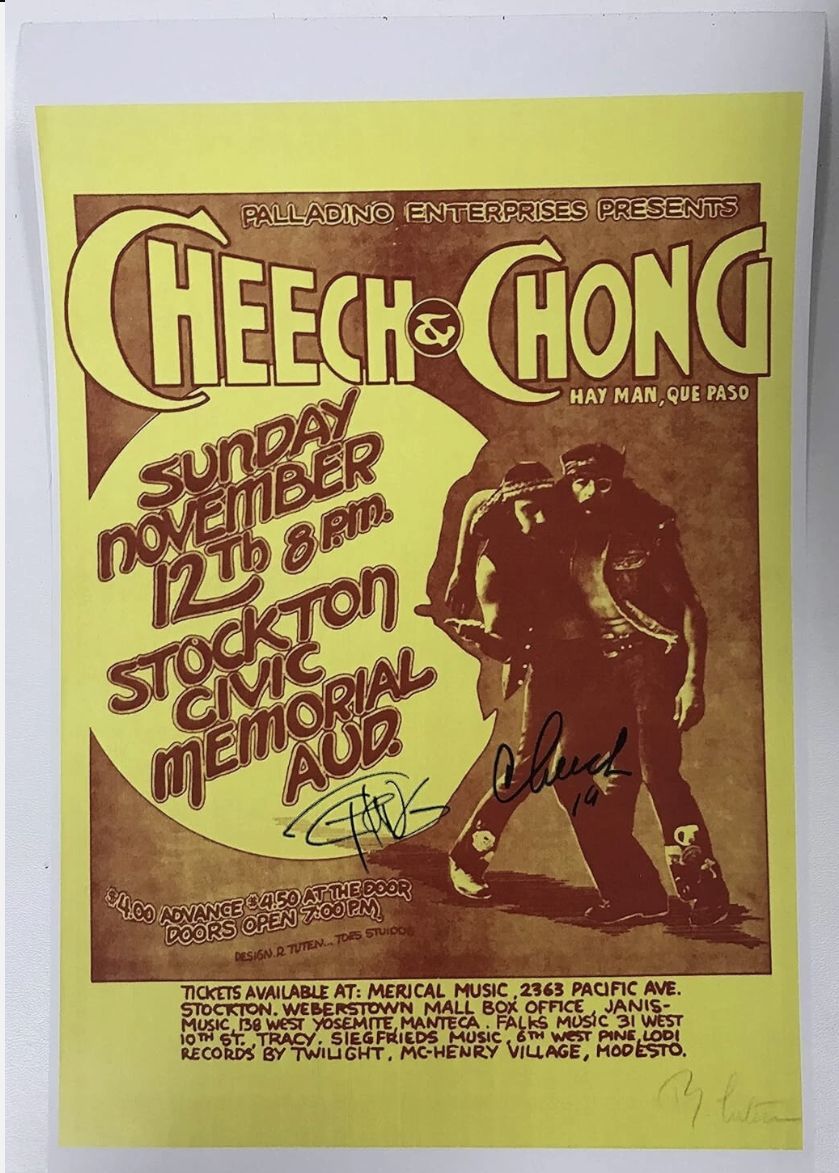 PALLADINO ENTERPRISES PRESENTS
CHEECH & CHONG
HAY MAN, QUE PASO
SUNDAY
NOVEMBER
12Th 8 P.M.
STOCKTON
CIVIC
MEMORIAL
AUD.
Cheech
19
$4.00 ADVANCE $4.50 AT THE DOOR
DOORS OPEN 7:00 P.M.
DESIGN. R. TUTEN... TOES STUIDOS
TICKETS AVAILABLE AT: MERICAL MUSIC, 2363 PACIFIC AVE.
STOCKTON. WEBERSTOWN MALL BOX OFFICE, JANIS-
MUSIC, 138 WEST YOSEMITE, MANTECA. FALKS MUSIC 31 WEST
10TH ST., TRACY. SIEGFRIEDS MUSIC, 6TH WEST PINE, LODI
RECORDS BY TWILIGHT, MC-HENRY VILLAGE, MODESTO.
R. Tuten